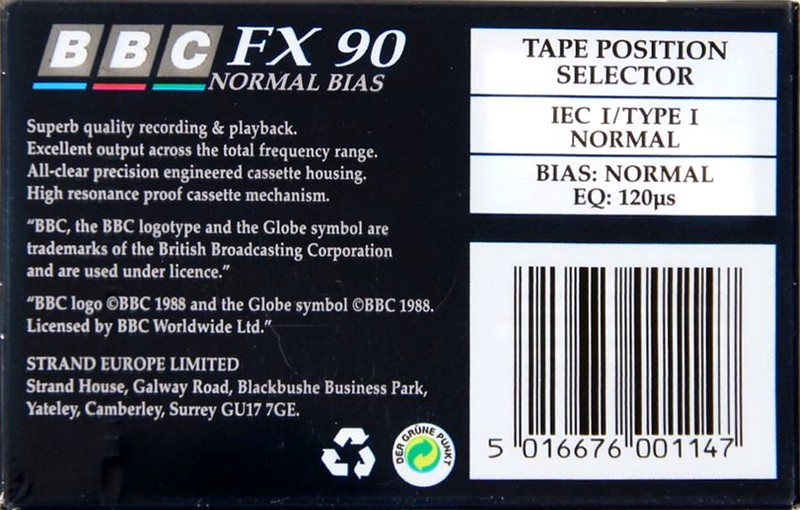 BBC FX 90
NORMAL BIAS
Superb quality recording & playback.
Excellent output across the total frequency range.
All-clear precision engineered cassette housing.
High resonance proof cassette mechanism.
“BBC, the BBC logotype and the Globe symbol are
trademarks of the British Broadcasting Corporation
and are used under licence.”
“BBC logo ©BBC 1988 and the Globe symbol ©BBC 1988.
Licensed by BBC Worldwide Ltd.”
STRAND EUROPE LIMITED
Strand House, Galway Road, Blackbushe Business Park,
Yateley, Camberley, Surrey GU17 7GE.
DER GRÜNE PUNKT
TAPE POSITION
SELECTOR
IEC I/TYPE I
NORMAL
BIAS: NORMAL
EQ: 120µs
5 016676 001147